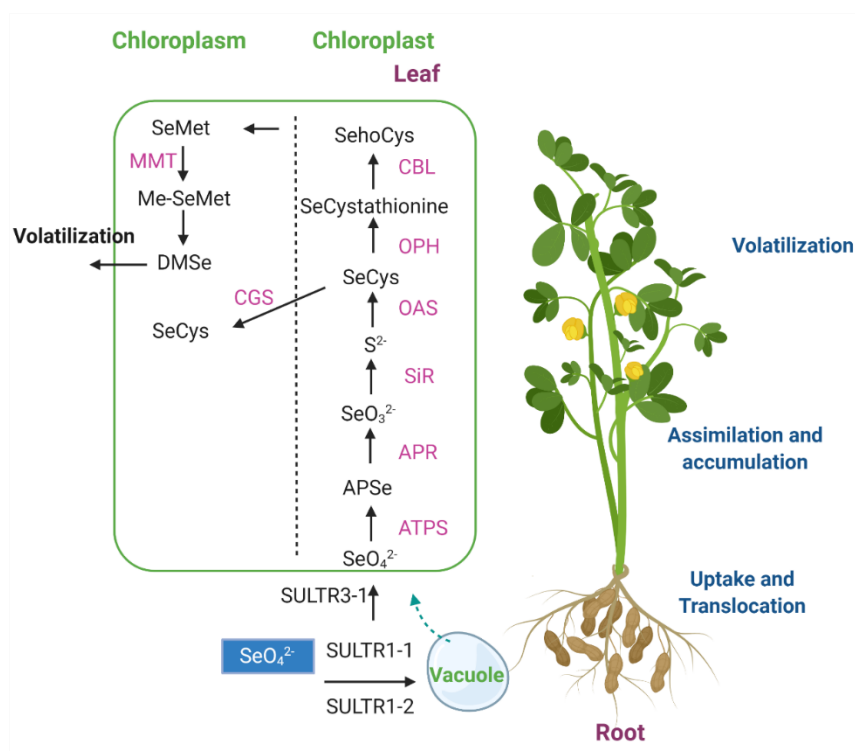 Chloroplasm
Chloroplast
Leaf
SeMet
SehoCys
MMT
CBL
Me-SeMet
SeCystathionine
Volatilization
OPH
DMSe
SeCys
CGS
OAS
SeCys
S²⁻
SiR
SeO₃²⁻
APR
APSe
ATPS
SeO₄²⁻
SULTR3-1
SeO₄²⁻
SULTR1-1
Vacuole
SULTR1-2
Volatilization
Assimilation and
accumulation
Uptake and
Translocation
Root